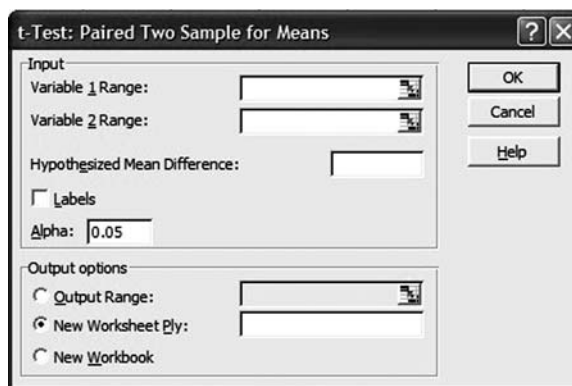 t-Test: Paired Two Sample for Means
Input
Variable 1 Range:
Variable 2 Range:
Hypothesized Mean Difference:
Labels
Alpha: 0.05
Output options
Output Range:
New Worksheet Ply:
New Workbook
OK
Cancel
Help